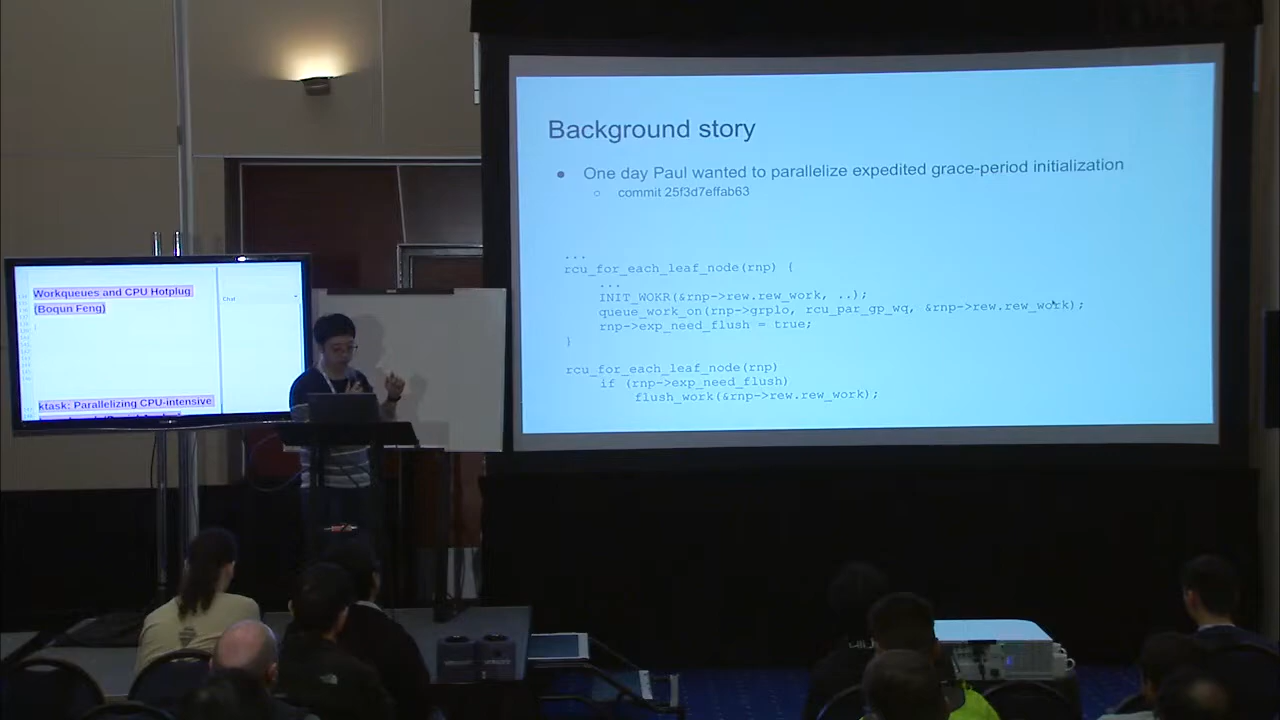 Background story
• One day Paul wanted to parallelize expedited grace-period initialization
○ commit 25f3d7effab63
...
rcu_for_each_leaf_node(rnp) {
...
INIT_WOKR(&rnp->rew.rew_work, ..);
queue_work_on(rnp->grplo, rcu_par_gp_wq, &rnp->rew.rew_work);
rnp->exp_need_flush = true;
}
rcu_for_each_leaf_node(rnp)
if (rnp->exp_need_flush)
flush_work(&rnp->rew.rew_work);
Workqueues and CPU Hotplug
(Boqun Feng)
Chat
ktask: Parallelizing CPU-intensive